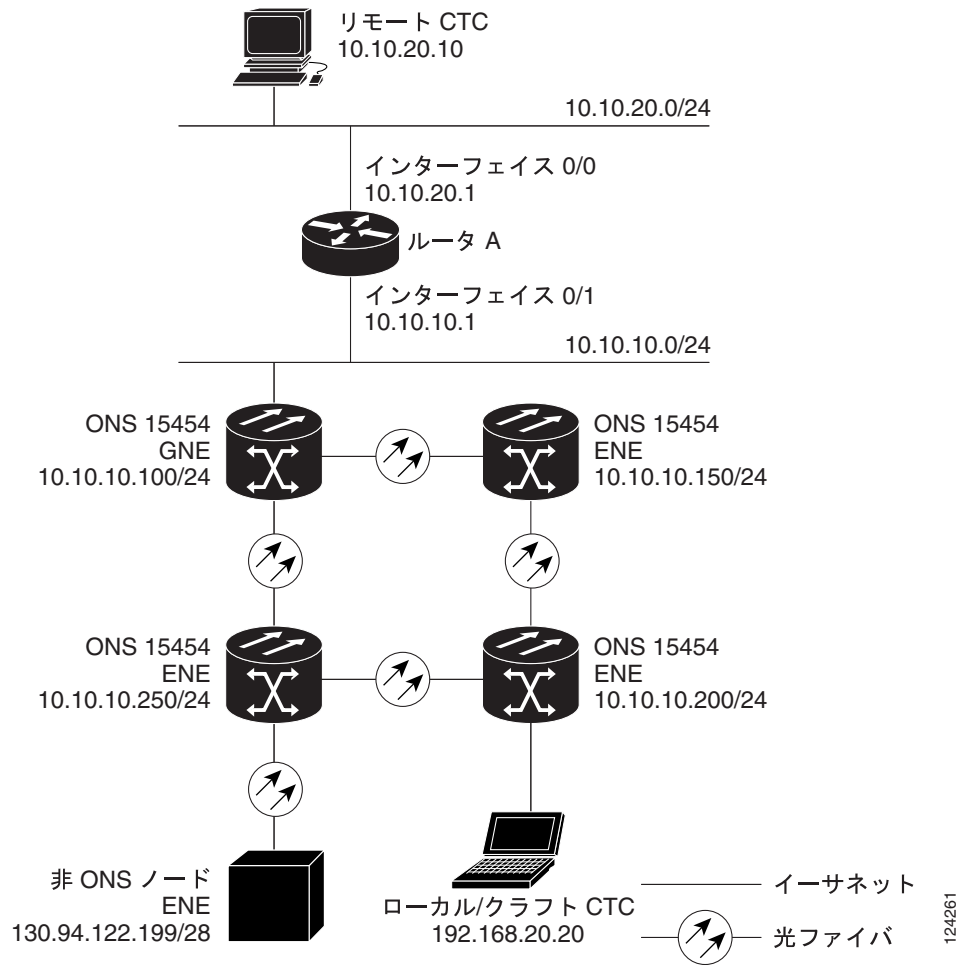 リモート CTC
10.10.20.10
10.10.20.0/24
インターフェイス 0/0
10.10.20.1
ルータ A
インターフェイス 0/1
10.10.10.1
10.10.10.0/24
ONS 15454
GNE
10.10.10.100/24
ONS 15454
ENE
10.10.10.150/24
ONS 15454
ENE
10.10.10.250/24
ONS 15454
ENE
10.10.10.200/24
非 ONS ノード
ENE
130.94.122.199/28
ローカル/クラフト CTC
192.168.20.20
イーサネット
光ファイバ
124261